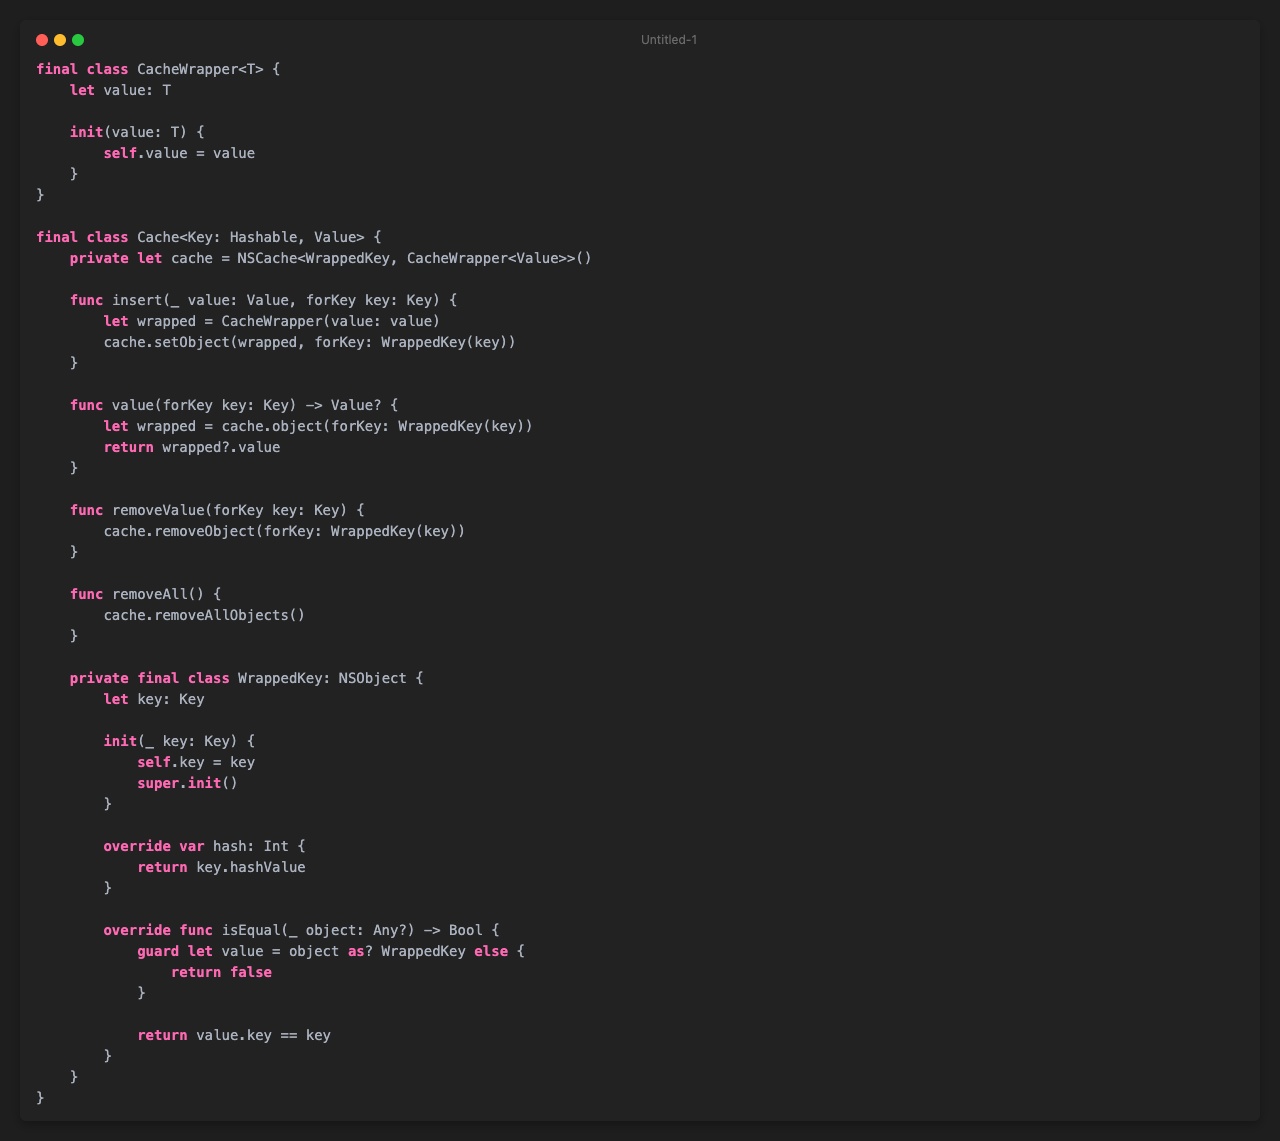 Untitled-1
final class CacheWrapper<T> {
    let value: T

    init(value: T) {
        self.value = value
    }
}

final class Cache<Key: Hashable, Value> {
    private let cache = NSCache<WrappedKey, CacheWrapper<Value>>()

    func insert(_ value: Value, forKey key: Key) {
        let wrapped = CacheWrapper(value: value)
        cache.setObject(wrapped, forKey: WrappedKey(key))
    }

    func value(forKey key: Key) -> Value? {
        let wrapped = cache.object(forKey: WrappedKey(key))
        return wrapped?.value
    }

    func removeValue(forKey key: Key) {
        cache.removeObject(forKey: WrappedKey(key))
    }

    func removeAll() {
        cache.removeAllObjects()
    }

    private final class WrappedKey: NSObject {
        let key: Key

        init(_ key: Key) {
            self.key = key
            super.init()
        }

        override var hash: Int {
            return key.hashValue
        }

        override func isEqual(_ object: Any?) -> Bool {
            guard let value = object as? WrappedKey else {
                return false
            }

            return value.key == key
        }
    }
}